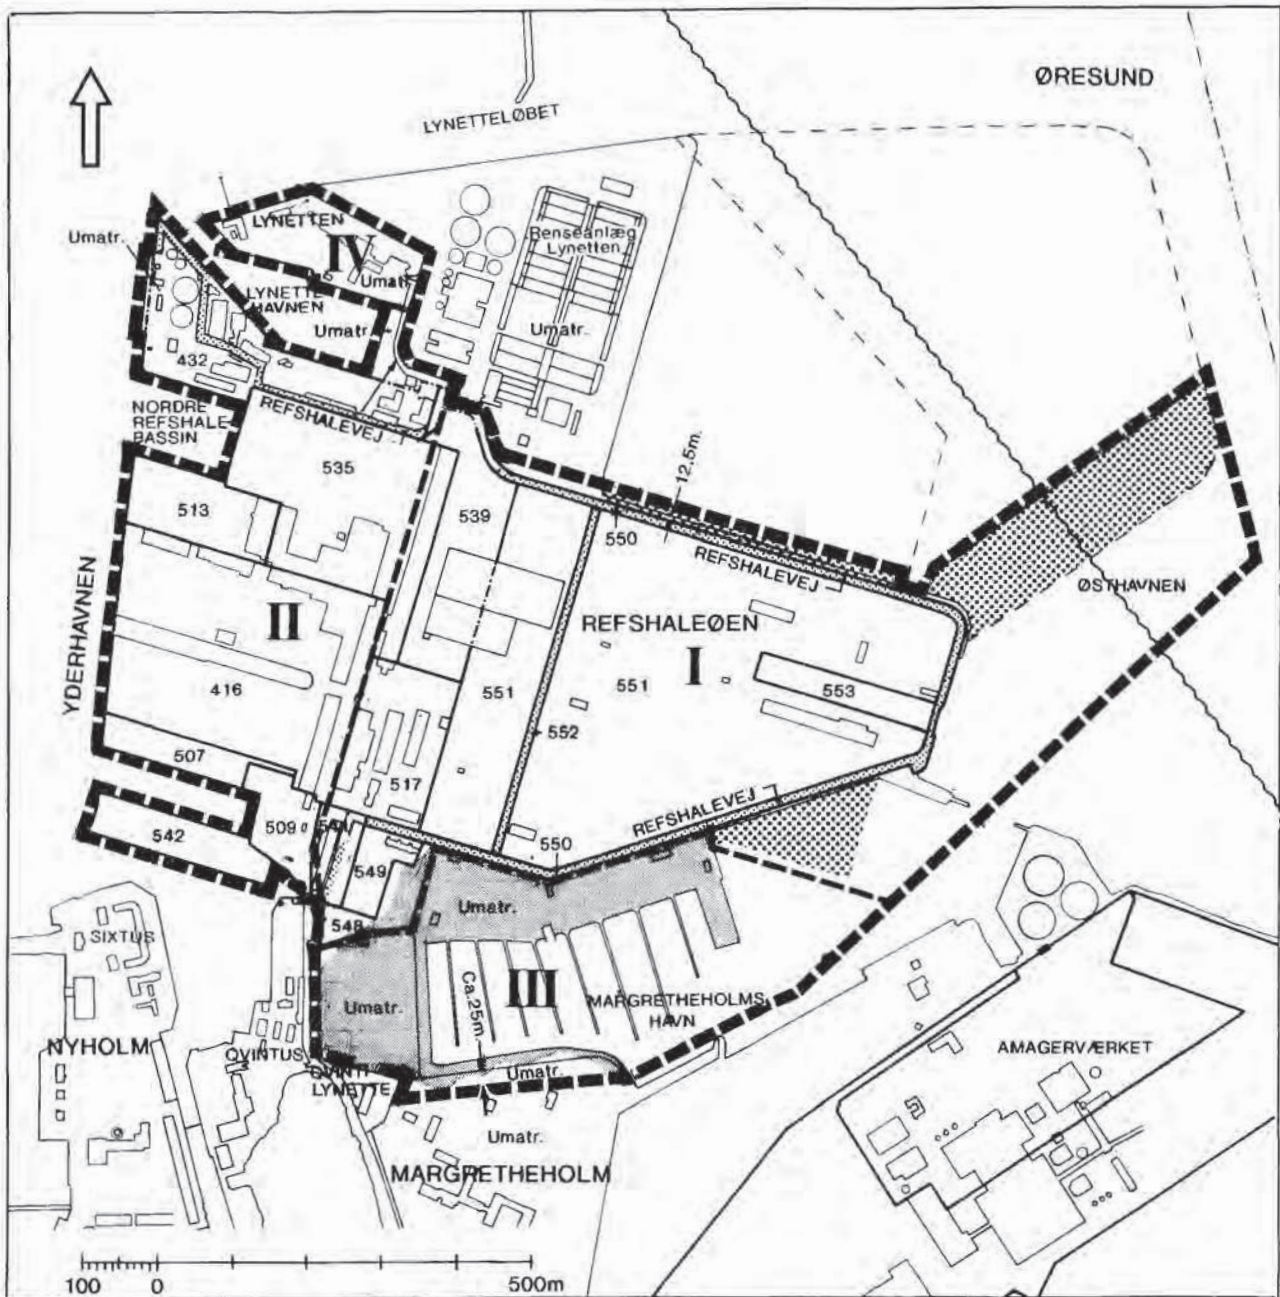 ØRESUND
LYNETTELØBET
LYNETTEN
IV
Umatr.
Umatr.
Renseanlæg
Lynetten
LYNETTE
HAVNEN
Umatr.
Umatr.
432
NORDRE
REFSHALE
BASSIN
REFSHALEVEJ
535
12.5m.
513
539
550
REFSHALEVEJ
ØSTHAVNEN
YDERHAVNEN
II
REFSHALEØEN
I
416
551
551
553
552
507
517
REFSHALEVEJ
542
509
550
549
Umatr.
548
SIXTUS
III
Ca.25m.
Umatr.
MARGRETHEHOLMS
HAVN
NYHOLM
QVINTUS
AMAGERVÆRKET
QVINTI
LYNETTE
Umatr.
Umatr.
MARGRETHEHOLM
100 0 500m